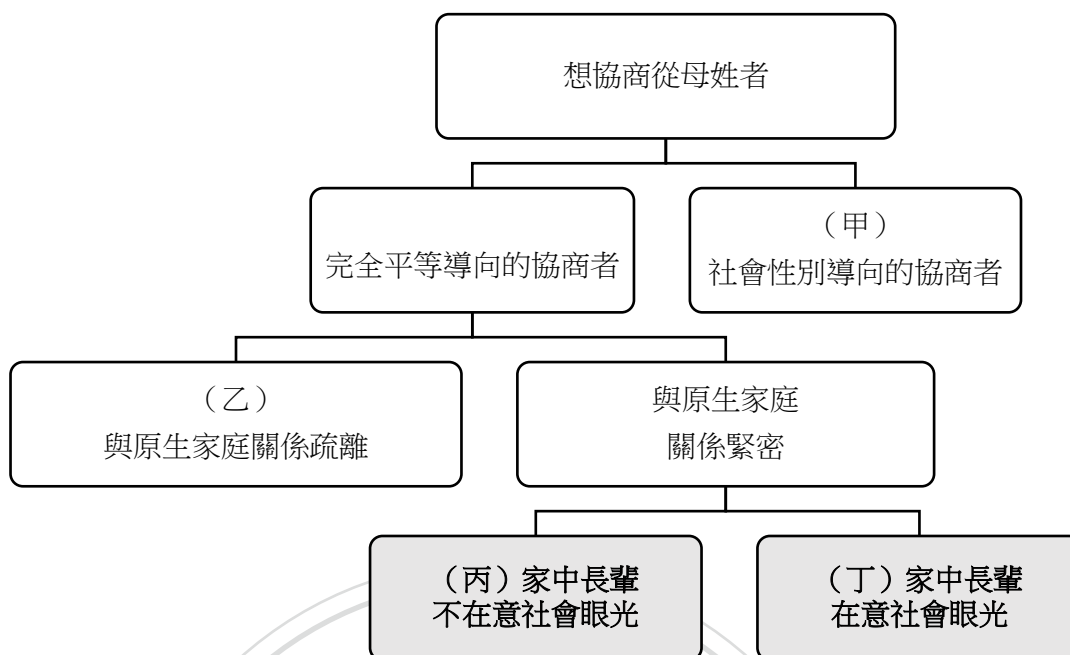 想協商從母姓者
完全平等導向的協商者
（甲）
社會性別導向的協商者
（乙）
與原生家庭關係疏離
與原生家庭
關係緊密
（丙）家中長輩
不在意社會眼光
（丁）家中長輩
在意社會眼光